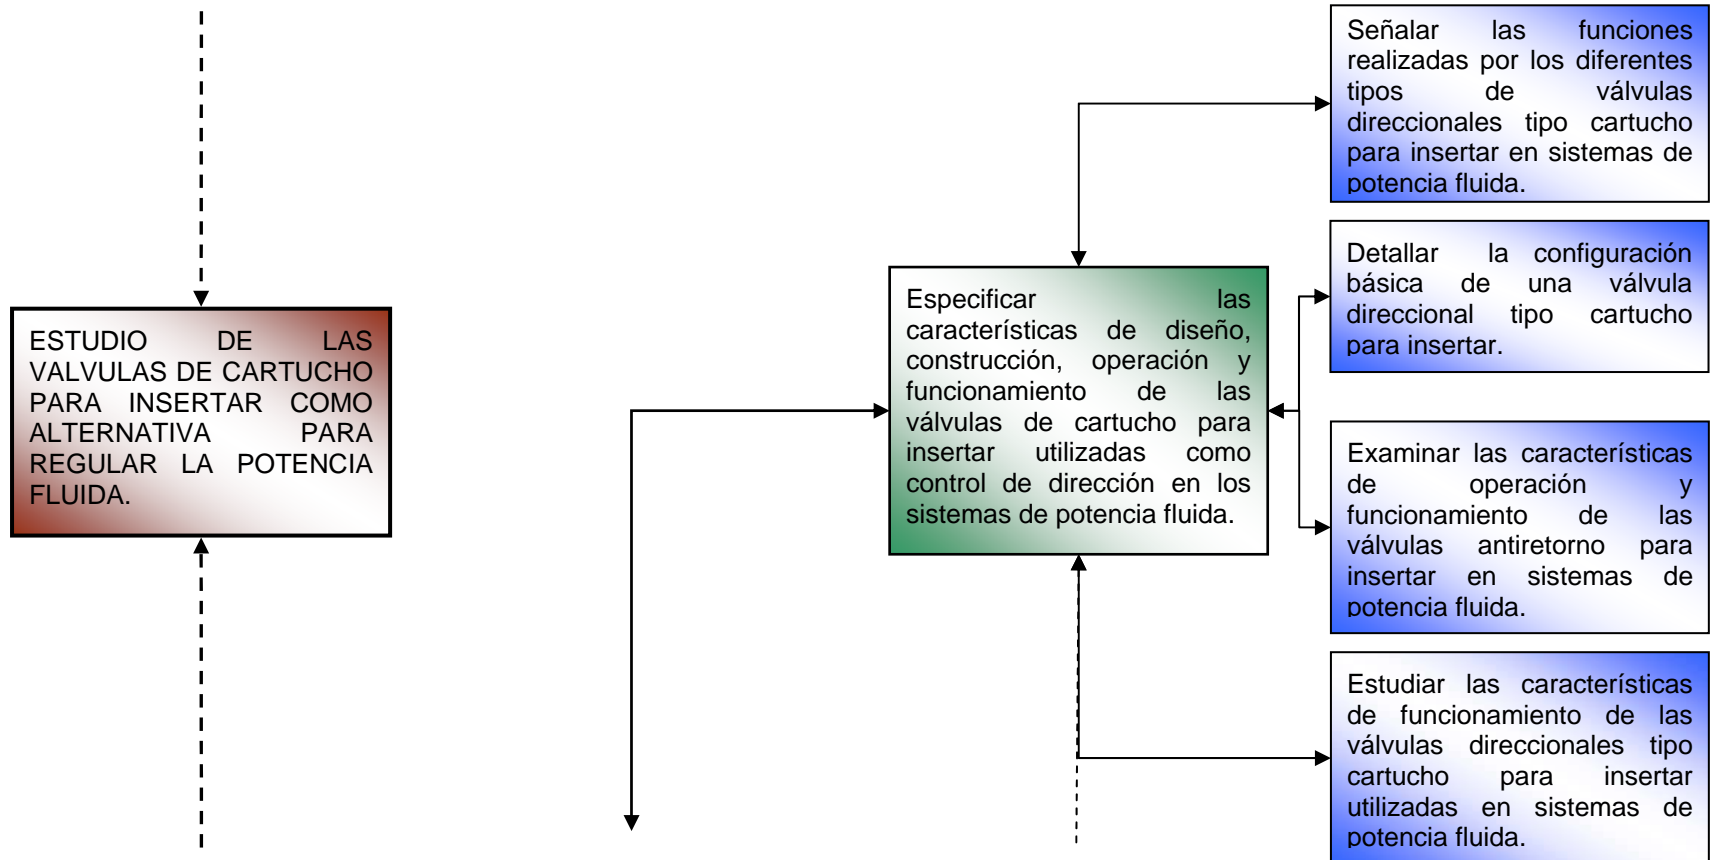 ESTUDIO DE LAS
VALVULAS DE CARTUCHO
PARA INSERTAR COMO
ALTERNATIVA PARA
REGULAR LA POTENCIA
FLUIDA.
Especificar las
características de diseño,
construcción, operación y
funcionamiento de las
válvulas de cartucho para
insertar utilizadas como
control de dirección en los
sistemas de potencia fluida.
Señalar las funciones
realizadas por los diferentes
tipos de válvulas
direccionales tipo cartucho
para insertar en sistemas de
potencia fluida.
Detallar la configuración
básica de una válvula
direccional tipo cartucho
para insertar.
Examinar las características
de operación y
funcionamiento de las
válvulas antiretorno para
insertar en sistemas de
potencia fluida.
Estudiar las características
de funcionamiento de las
válvulas direccionales tipo
cartucho para insertar
utilizadas en sistemas de
potencia fluida.